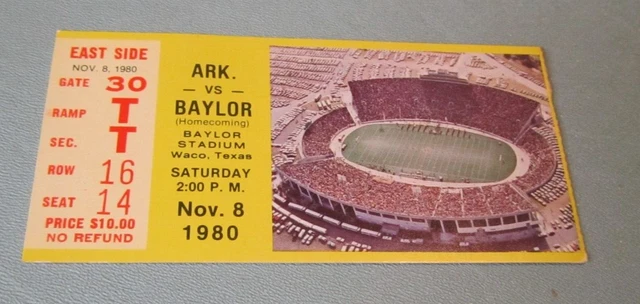 EAST SIDE
NOV. 8, 1980
GATE 30
RAMP T
SEC. T
ROW 16
SEAT 14
PRICE $10.00
NO REFUND
ARK.
— VS —
BAYLOR
(Homecoming)
BAYLOR
STADIUM
Waco, Texas
SATURDAY
2:00 P. M.
Nov. 8
1980